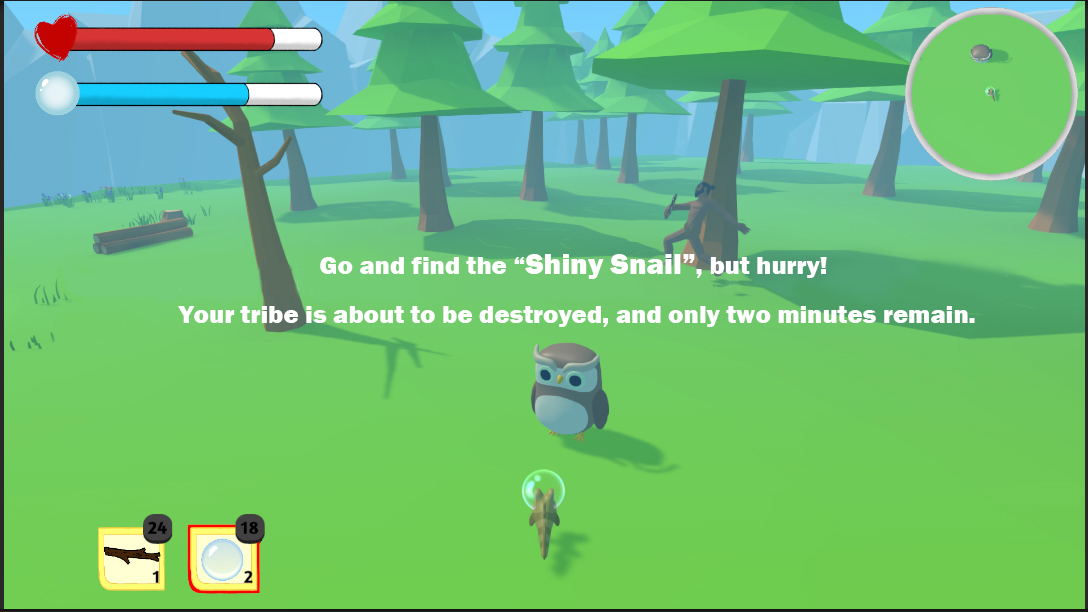 Go and find the “Shiny Snail”, but hurry!
Your tribe is about to be destroyed, and only two minutes remain.
24
18
1
2